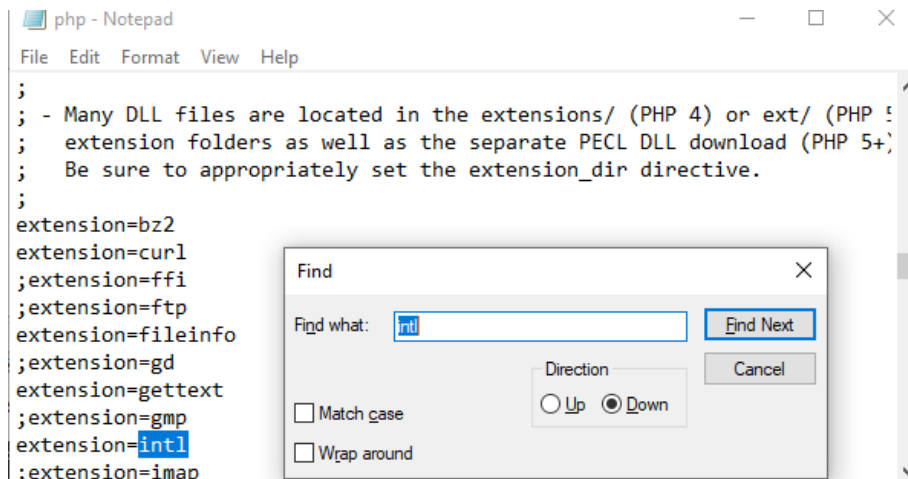 php - Notepad
File Edit Format View Help
;
; - Many DLL files are located in the extensions/ (PHP 4) or ext/ (PHP 5
;   extension folders as well as the separate PECL DLL download (PHP 5+)
;   Be sure to appropriately set the extension_dir directive.
;
extension=bz2
extension=curl
;extension=ffi
;extension=ftp
extension=fileinfo
;extension=gd
extension=gettext
;extension=gmp
extension=intl
;extension=imap
Find
Find what: intl
Find Next
Direction
Cancel
Up Down
Match case
Wrap around